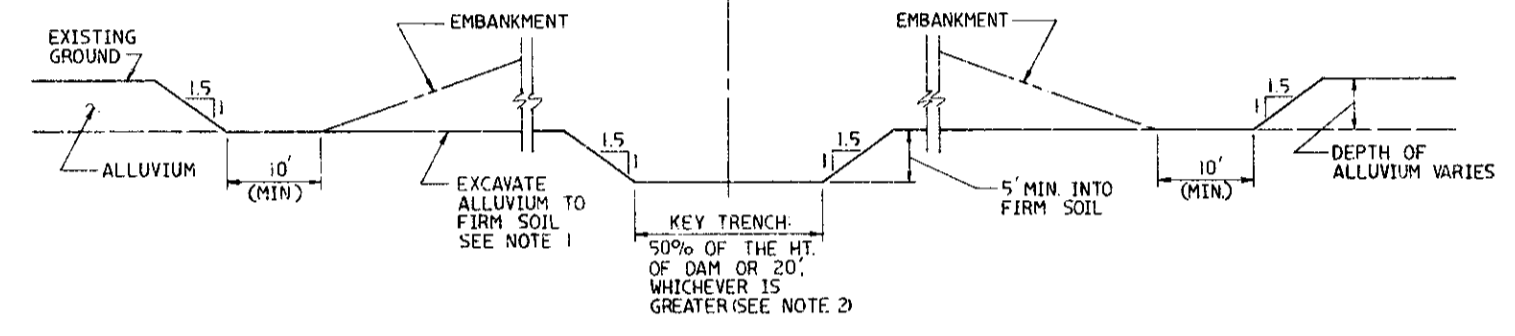 EXISTING
GROUND
EMBANKMENT
EMBANKMENT
1.5
1
1.5
1
1.5
1
1.5
1
ALLUVIUM
10'
(MIN)
EXCAVATE
ALLUVIUM TO
FIRM SOIL
SEE NOTE 1
KEY TRENCH:
50% OF THE HT.
OF DAM OR 20',
WHICHEVER IS
GREATER (SEE NOTE 2)
5' MIN. INTO
FIRM SOIL
10'
(MIN.)
DEPTH OF
ALLUVIUM VARIES